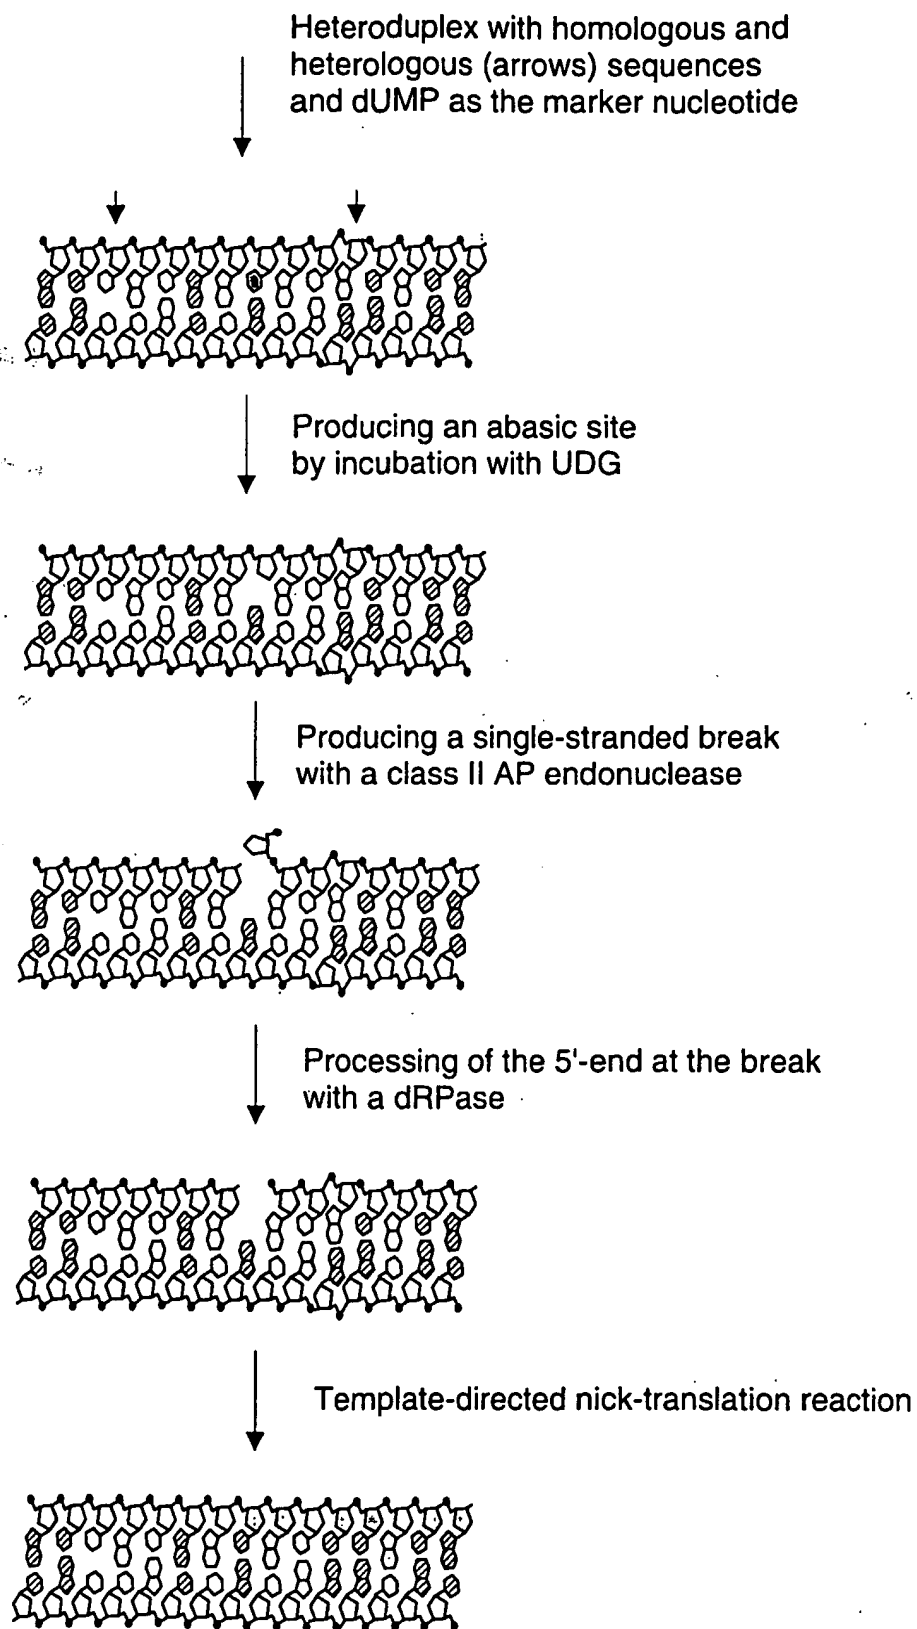 Heteroduplex with homologous and
heterologous (arrows) sequences
and dUMP as the marker nucleotide
Producing an abasic site
by incubation with UDG
Producing a single-stranded break
with a class II AP endonuclease
Processing of the 5'-end at the break
with a dRPase
Template-directed nick-translation reaction